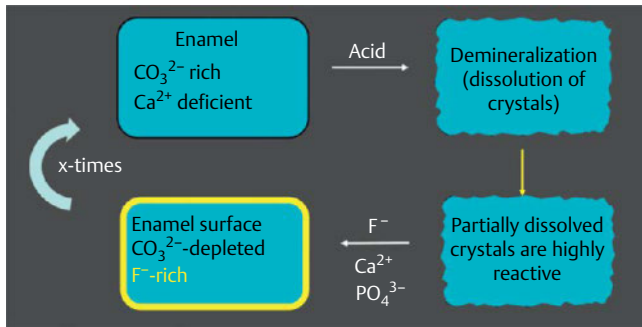 Enamel
CO₃²⁻ rich
Ca²⁺ deficient
Acid
Demineralization
(dissolution of
crystals)
x-times
Enamel surface
CO₃²⁻-depleted
F⁻-rich
F⁻
Ca²⁺
PO₄³⁻
Partially dissolved
crystals are highly
reactive